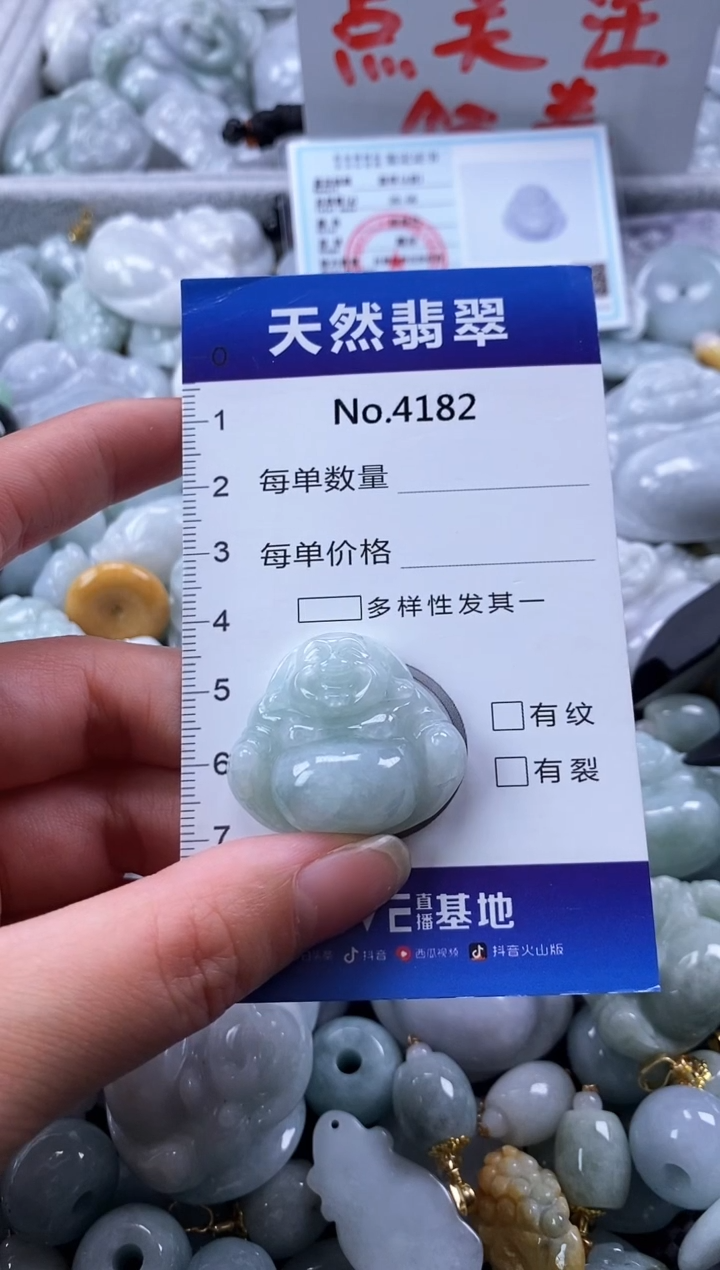 点关注
天然翡翠
No.4182
0
1
2
3
4
5
6
7
每单数量
每单价格
多样性发其一
有纹
有裂
直播基地
抖音 西瓜视频 抖音火山版